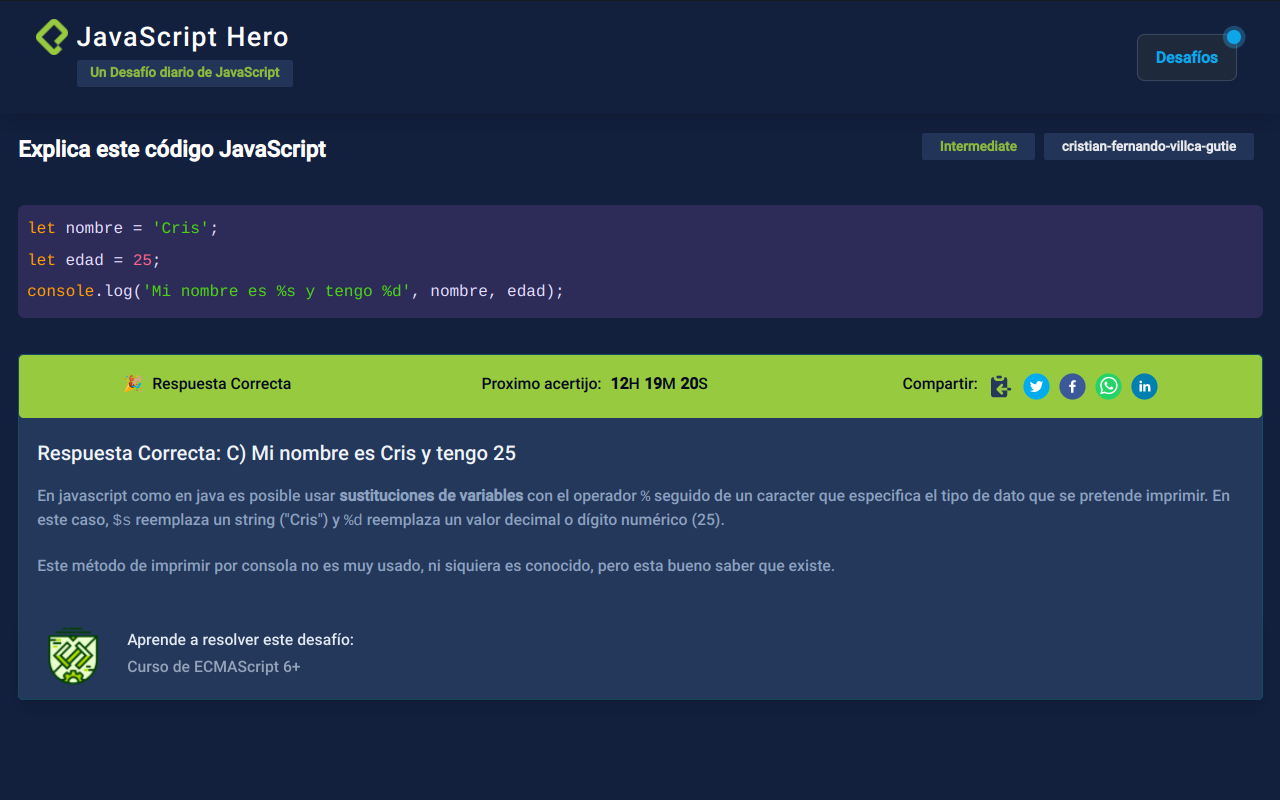 JavaScript Hero
Un Desafío diario de JavaScript
Desafíos
Explica este código JavaScript
Intermediate
cristian-fernando-villca-gutie
let nombre = 'Cris';
let edad = 25;
console.log('Mi nombre es %s y tengo %d', nombre, edad);
Respuesta Correcta
Proximo acertijo: 12H 19M 20S
Compartir:
Respuesta Correcta: C) Mi nombre es Cris y tengo 25
En javascript como en java es posible usar sustituciones de variables con el operador % seguido de un caracter que especifica el tipo de dato que se pretende imprimir. En
este caso, $s reemplaza un string ("Cris") y %d reemplaza un valor decimal o dígito numérico (25).
Este método de imprimir por consola no es muy usado, ni siquiera es conocido, pero esta bueno saber que existe.
Aprende a resolver este desafío:
Curso de ECMAScript 6+